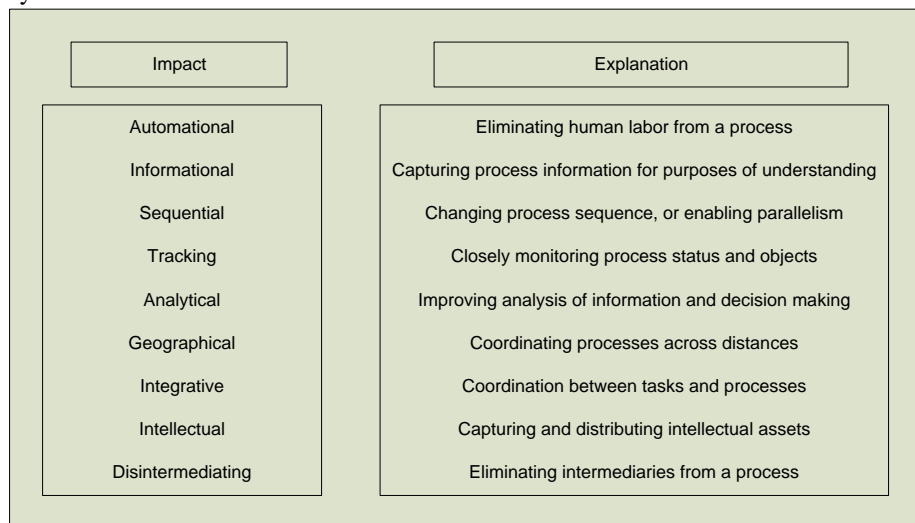 Impact Explanation
Automational Eliminating human labor from a process
Informational Capturing process information for purposes of understanding
Sequential Changing process sequence, or enabling parallelism
Tracking Closely monitoring process status and objects
Analytical Improving analysis of information and decision making
Geographical Coordinating processes across distances
Integrative Coordination between tasks and processes
Intellectual Capturing and distributing intellectual assets
Disintermediating Eliminating intermediaries from a process